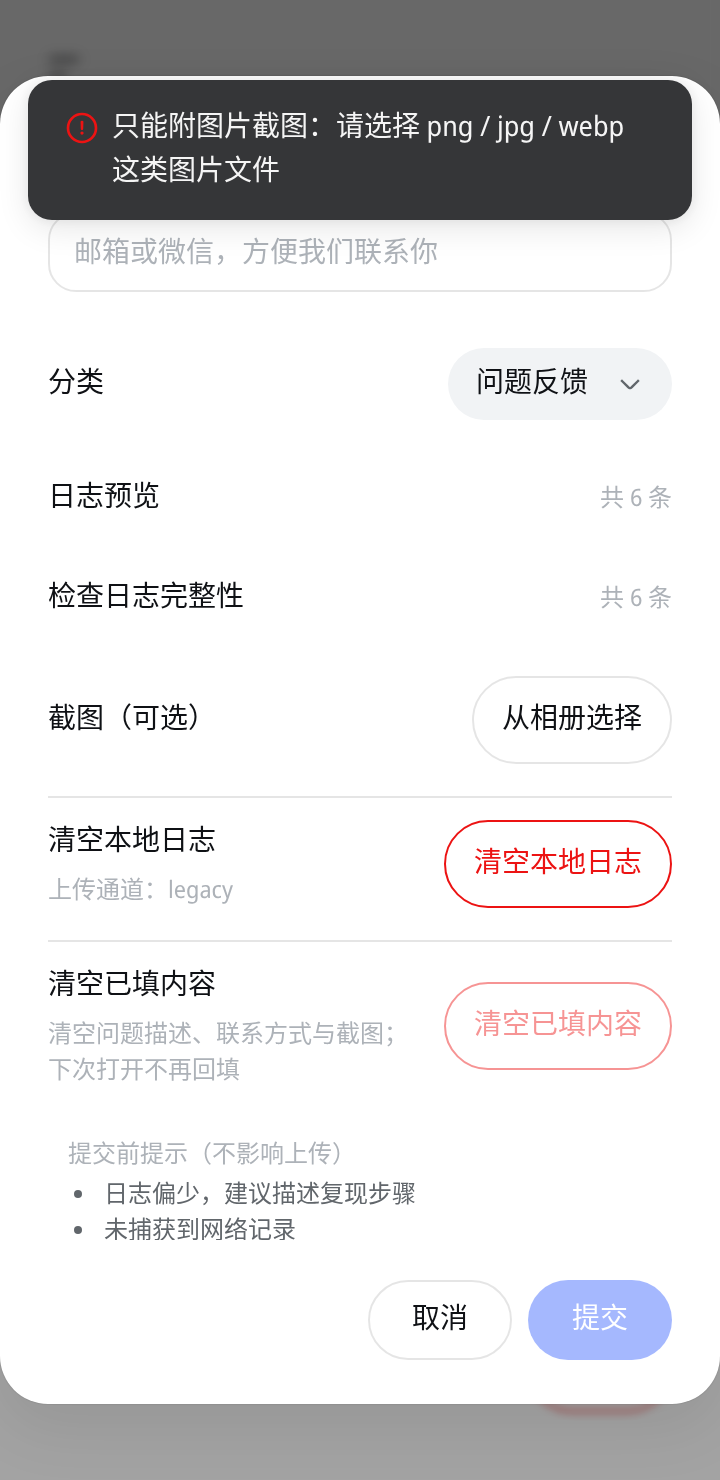 只能附图片截图：请选择 png / jpg / webp
这类图片文件
邮箱或微信，方便我们联系你
分类
问题反馈
日志预览
共 6 条
检查日志完整性
共 6 条
截图（可选）
从相册选择
清空本地日志
上传通道：legacy
清空本地日志
清空已填内容
清空问题描述、联系方式与截图；
下次打开不再回填
清空已填内容
提交前提示（不影响上传）
日志偏少，建议描述复现步骤
未捕获到网络记录
取消
提交